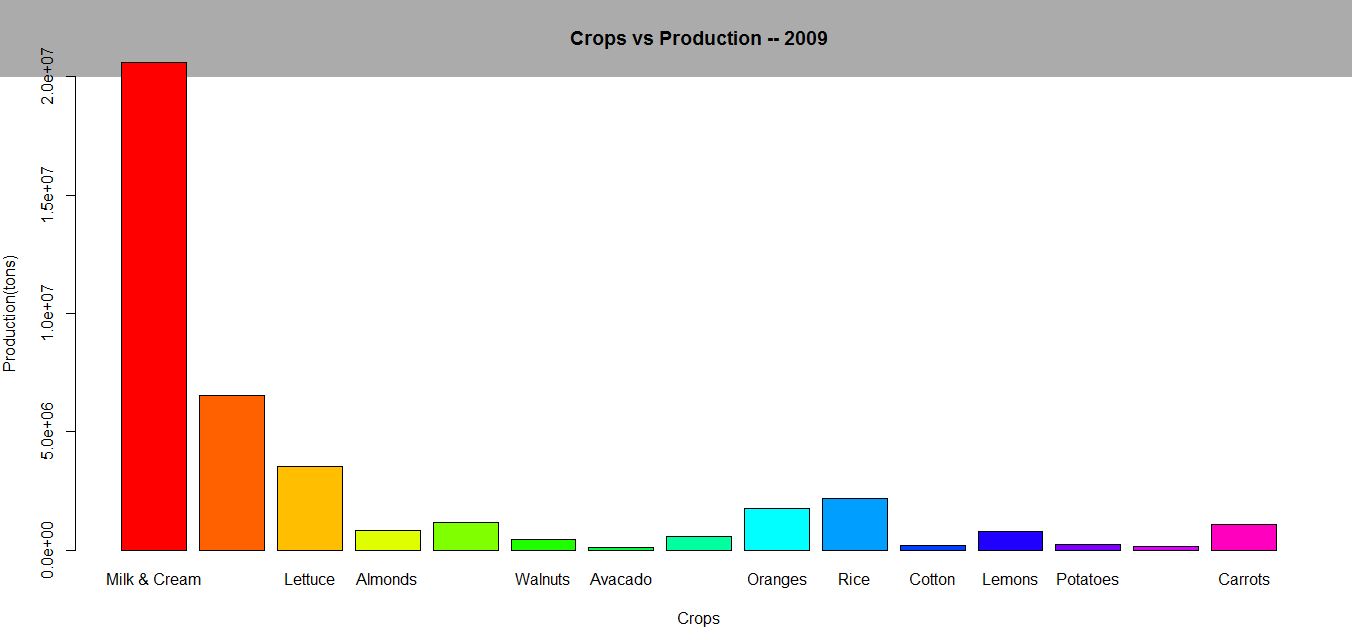 Crops vs Production -- 2009
Production(tons)
2.0e+07
1.5e+07
1.0e+07
5.0e+06
0.0e+00
Milk & Cream Lettuce Almonds Walnuts Avacado Oranges Rice Cotton Lemons Potatoes Carrots
Crops